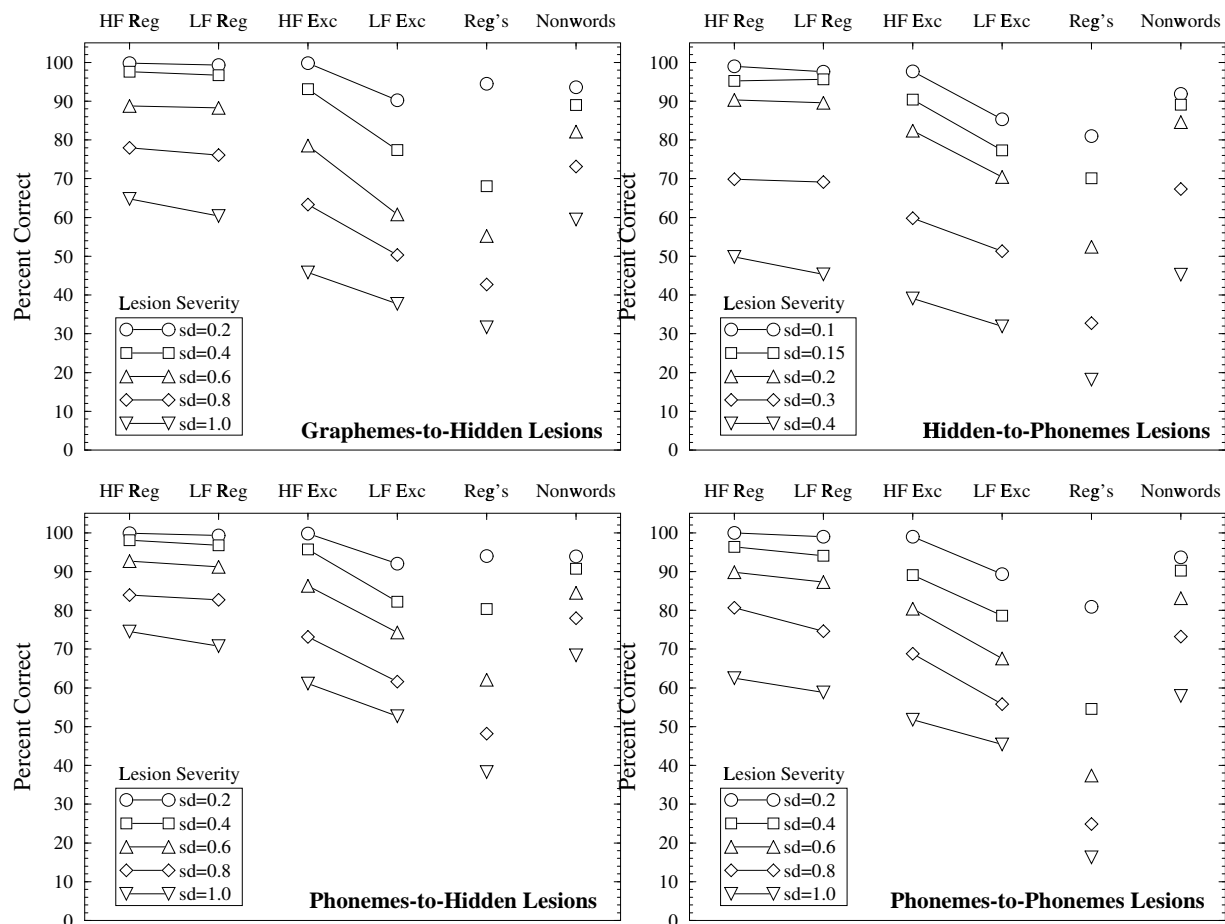 HF Reg LF Reg HF Exc LF Exc Reg's Nonwords
100
90
80
70
60
50
40
30
20
10
0
Percent Correct
Lesion Severity
sd=0.2
sd=0.4
sd=0.6
sd=0.8
sd=1.0
Graphemes-to-Hidden Lesions
HF Reg LF Reg HF Exc LF Exc Reg's Nonwords
100
90
80
70
60
50
40
30
20
10
0
Percent Correct
Lesion Severity
sd=0.1
sd=0.15
sd=0.2
sd=0.3
sd=0.4
Hidden-to-Phonemes Lesions
HF Reg LF Reg HF Exc LF Exc Reg's Nonwords
100
90
80
70
60
50
40
30
20
10
0
Percent Correct
Lesion Severity
sd=0.2
sd=0.4
sd=0.6
sd=0.8
sd=1.0
Phonemes-to-Hidden Lesions
HF Reg LF Reg HF Exc LF Exc Reg's Nonwords
100
90
80
70
60
50
40
30
20
10
0
Percent Correct
Lesion Severity
sd=0.2
sd=0.4
sd=0.6
sd=0.8
sd=1.0
Phonemes-to-Phonemes Lesions